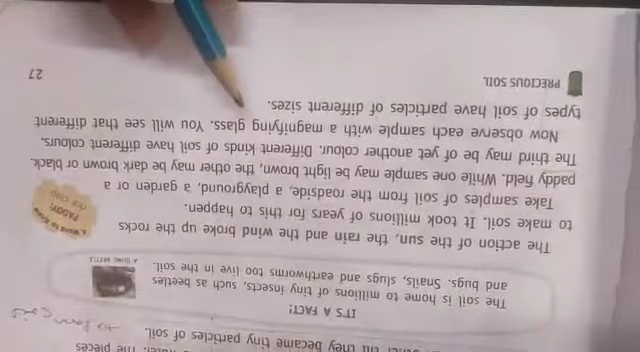 till they became tiny particles of soil.
IT'S A FACT!
The soil is home to millions of tiny insects, such as beetles
and bugs. Snails, slugs and earthworms too live in the soil.
A DUNG BEETLE
The action of the sun, the rain and the wind broke up the rocks
to make soil. It took millions of years for this to happen.
Take samples of soil from the roadside, a playground, a garden or a
paddy field. While one sample may be light brown, the other may be dark brown or black.
The third may be of yet another colour. Different kinds of soil have different colours.
Now observe each sample with a magnifying glass. You will see that different
types of soil have particles of different sizes.
PADDY:
PRECIOUS SOIL
27